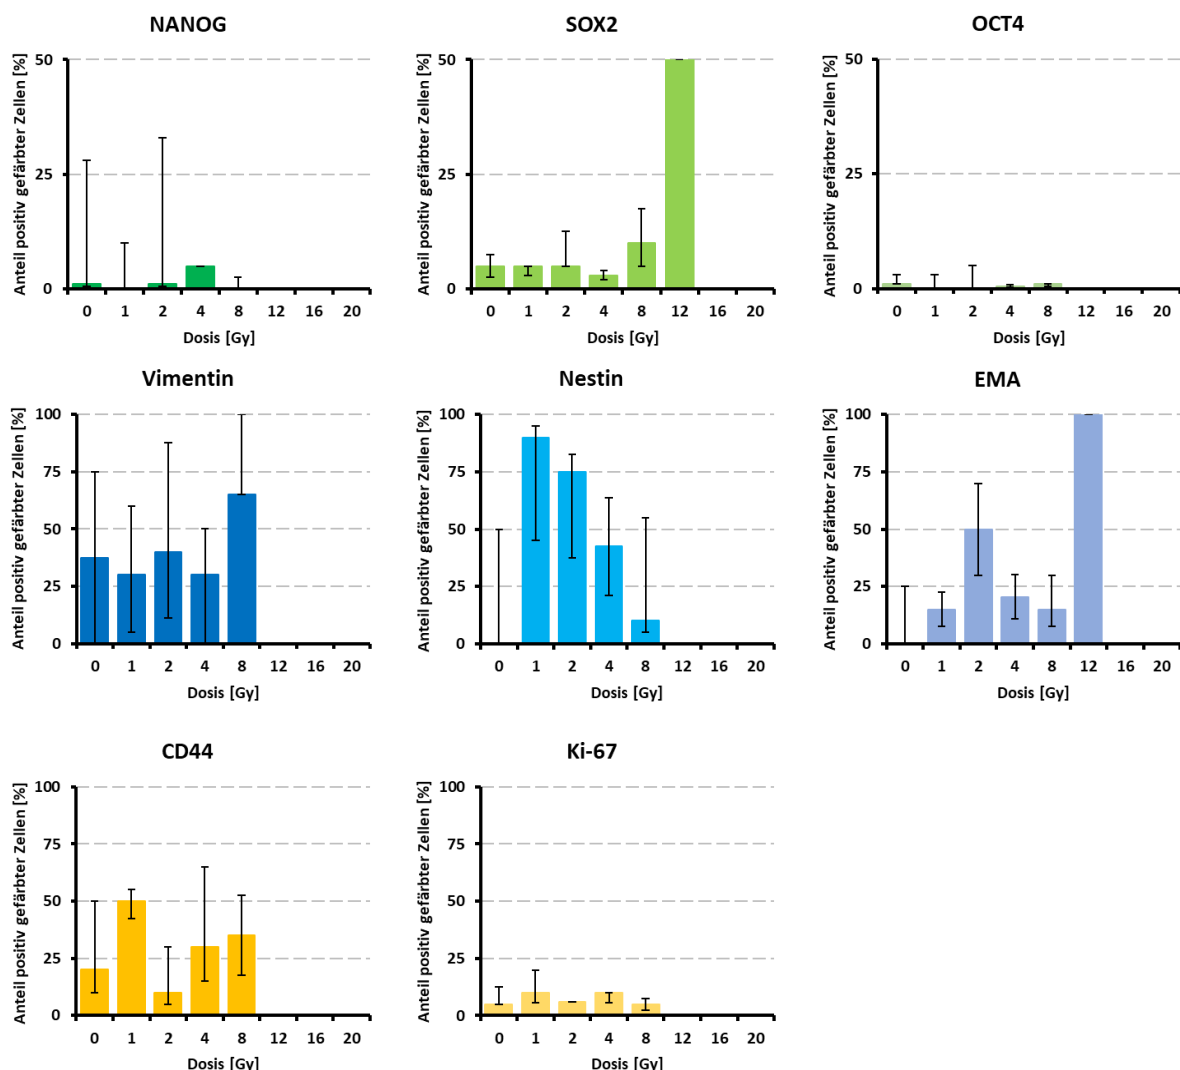 NANOG
Anteil positiv gefärbter Zellen [%]
50
25
0
0 1 2 4 8 12 16 20
Dosis [Gy]
SOX2
Anteil positiv gefärbter Zellen [%]
50
25
0
0 1 2 4 8 12 16 20
Dosis [Gy]
OCT4
Anteil positiv gefärbter Zellen [%]
50
25
0
0 1 2 4 8 12 16 20
Dosis [Gy]
Vimentin
Anteil positiv gefärbter Zellen [%]
100
75
50
25
0
0 1 2 4 8 12 16 20
Dosis [Gy]
Nestin
Anteil positiv gefärbter Zellen [%]
100
75
50
25
0
0 1 2 4 8 12 16 20
Dosis [Gy]
EMA
Anteil positiv gefärbter Zellen [%]
100
75
50
25
0
0 1 2 4 8 12 16 20
Dosis [Gy]
CD44
Anteil positiv gefärbter Zellen [%]
100
75
50
25
0
0 1 2 4 8 12 16 20
Dosis [Gy]
Ki-67
Anteil positiv gefärbter Zellen [%]
100
75
50
25
0
0 1 2 4 8 12 16 20
Dosis [Gy]